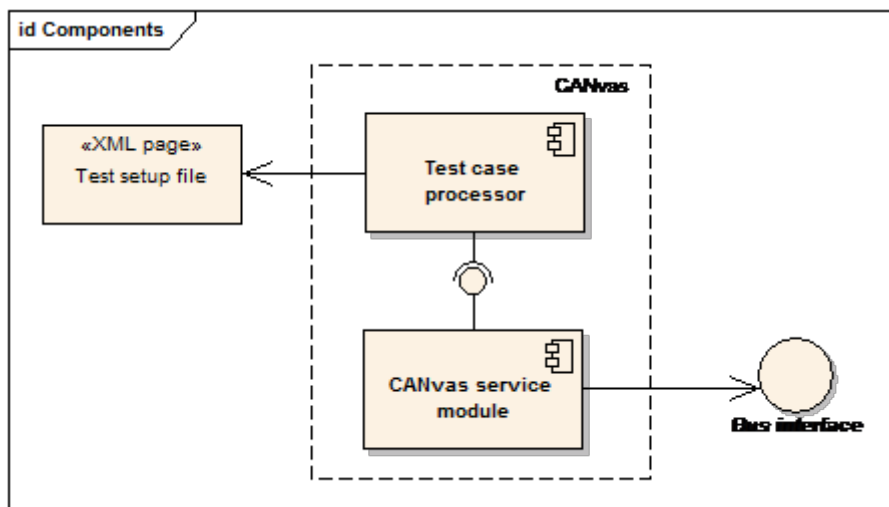 id Components
CANvas
«XML page»
Test setup file
Test case
processor
CANvas service
module
Bus interface